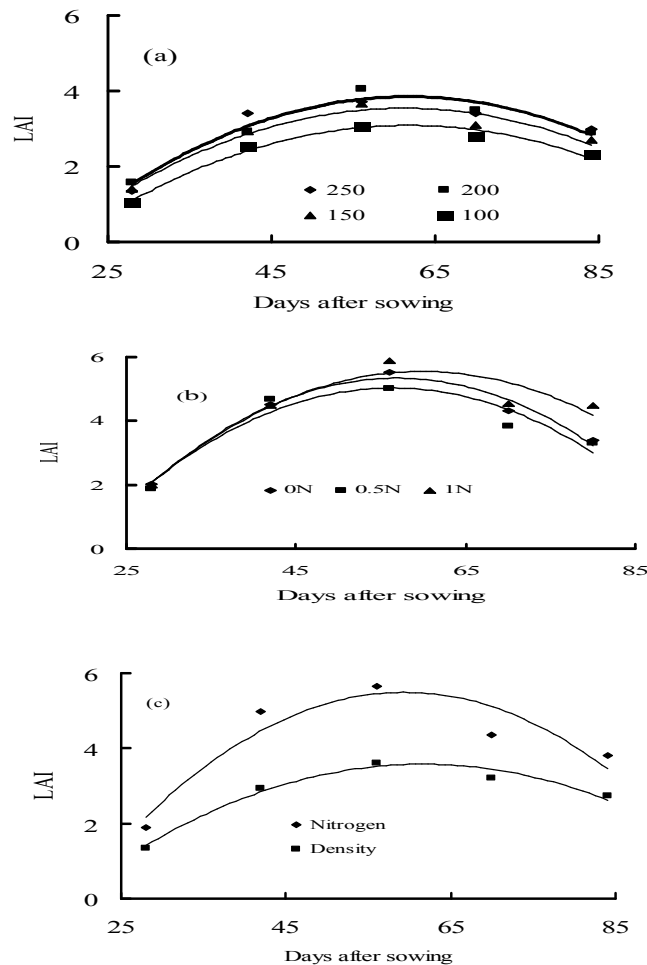 6
(a)
4
LAI
2
250 200
150 100
0
25 45 65 85
Days after sowing
6
(b)
4
LAI
2
0N 0.5N 1N
0
25 45 65 85
Days after sowing
6
(c)
4
LAI
2
Nitrogen
Density
0
25 45 65 85
Days after sowing